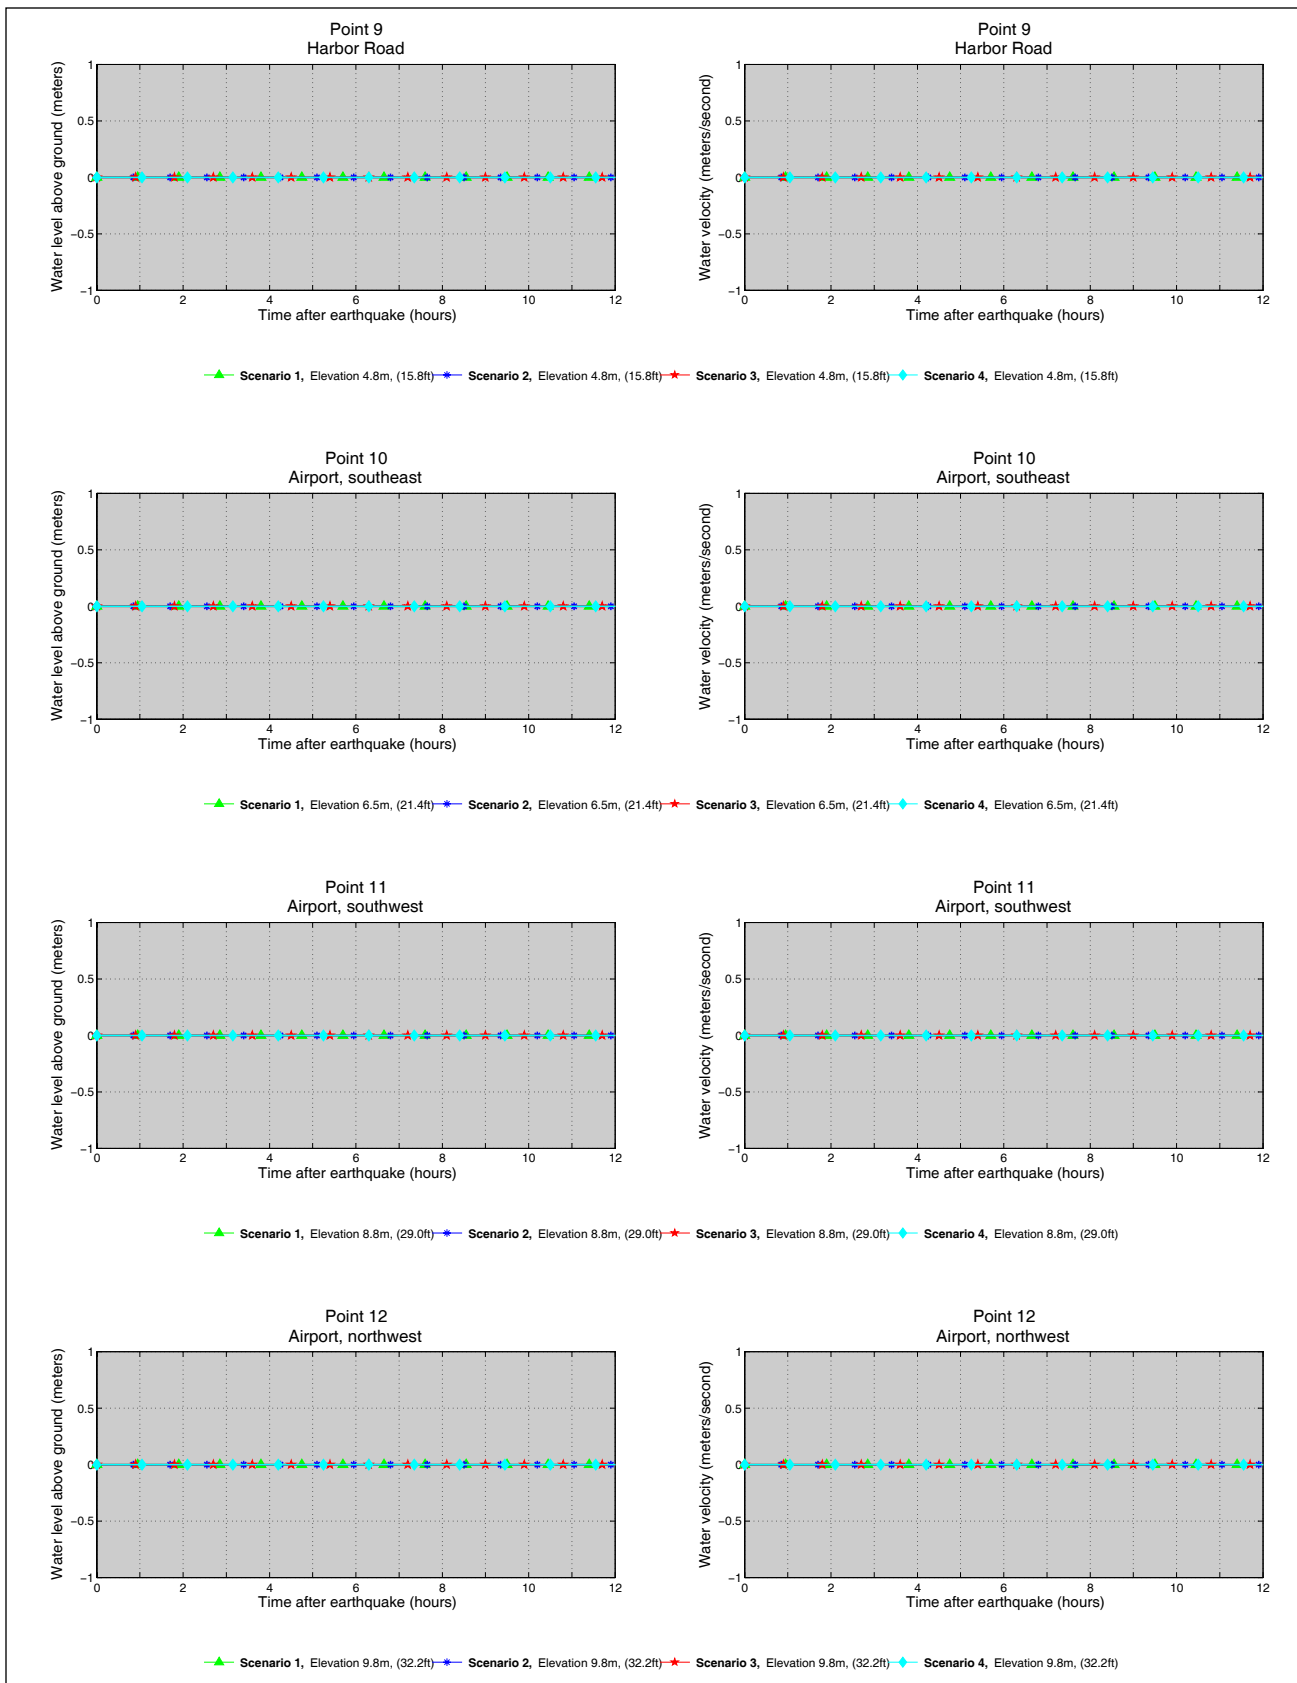 Point 9
Harbor Road
Water level above ground (meters)
1
0.5
0
−0.5
−1
0 2 4 6 8 10 12
Time after earthquake (hours)
Point 9
Harbor Road
Water velocity (meters/second)
1
0.5
0
−0.5
−1
0 2 4 6 8 10 12
Time after earthquake (hours)
Scenario 1, Elevation 4.8m, (15.8ft) Scenario 2, Elevation 4.8m, (15.8ft) Scenario 3, Elevation 4.8m, (15.8ft) Scenario 4, Elevation 4.8m, (15.8ft)
Point 10
Airport, southeast
Water level above ground (meters)
1
0.5
0
−0.5
−1
0 2 4 6 8 10 12
Time after earthquake (hours)
Point 10
Airport, southeast
Water velocity (meters/second)
1
0.5
0
−0.5
−1
0 2 4 6 8 10 12
Time after earthquake (hours)
Scenario 1, Elevation 6.5m, (21.4ft) Scenario 2, Elevation 6.5m, (21.4ft) Scenario 3, Elevation 6.5m, (21.4ft) Scenario 4, Elevation 6.5m, (21.4ft)
Point 11
Airport, southwest
Water level above ground (meters)
1
0.5
0
−0.5
−1
0 2 4 6 8 10 12
Time after earthquake (hours)
Point 11
Airport, southwest
Water velocity (meters/second)
1
0.5
0
−0.5
−1
0 2 4 6 8 10 12
Time after earthquake (hours)
Scenario 1, Elevation 8.8m, (29.0ft) Scenario 2, Elevation 8.8m, (29.0ft) Scenario 3, Elevation 8.8m, (29.0ft) Scenario 4, Elevation 8.8m, (29.0ft)
Point 12
Airport, northwest
Water level above ground (meters)
1
0.5
0
−0.5
−1
0 2 4 6 8 10 12
Time after earthquake (hours)
Point 12
Airport, northwest
Water velocity (meters/second)
1
0.5
0
−0.5
−1
0 2 4 6 8 10 12
Time after earthquake (hours)
Scenario 1, Elevation 9.8m, (32.2ft) Scenario 2, Elevation 9.8m, (32.2ft) Scenario 3, Elevation 9.8m, (32.2ft) Scenario 4, Elevation 9.8m, (32.2ft)